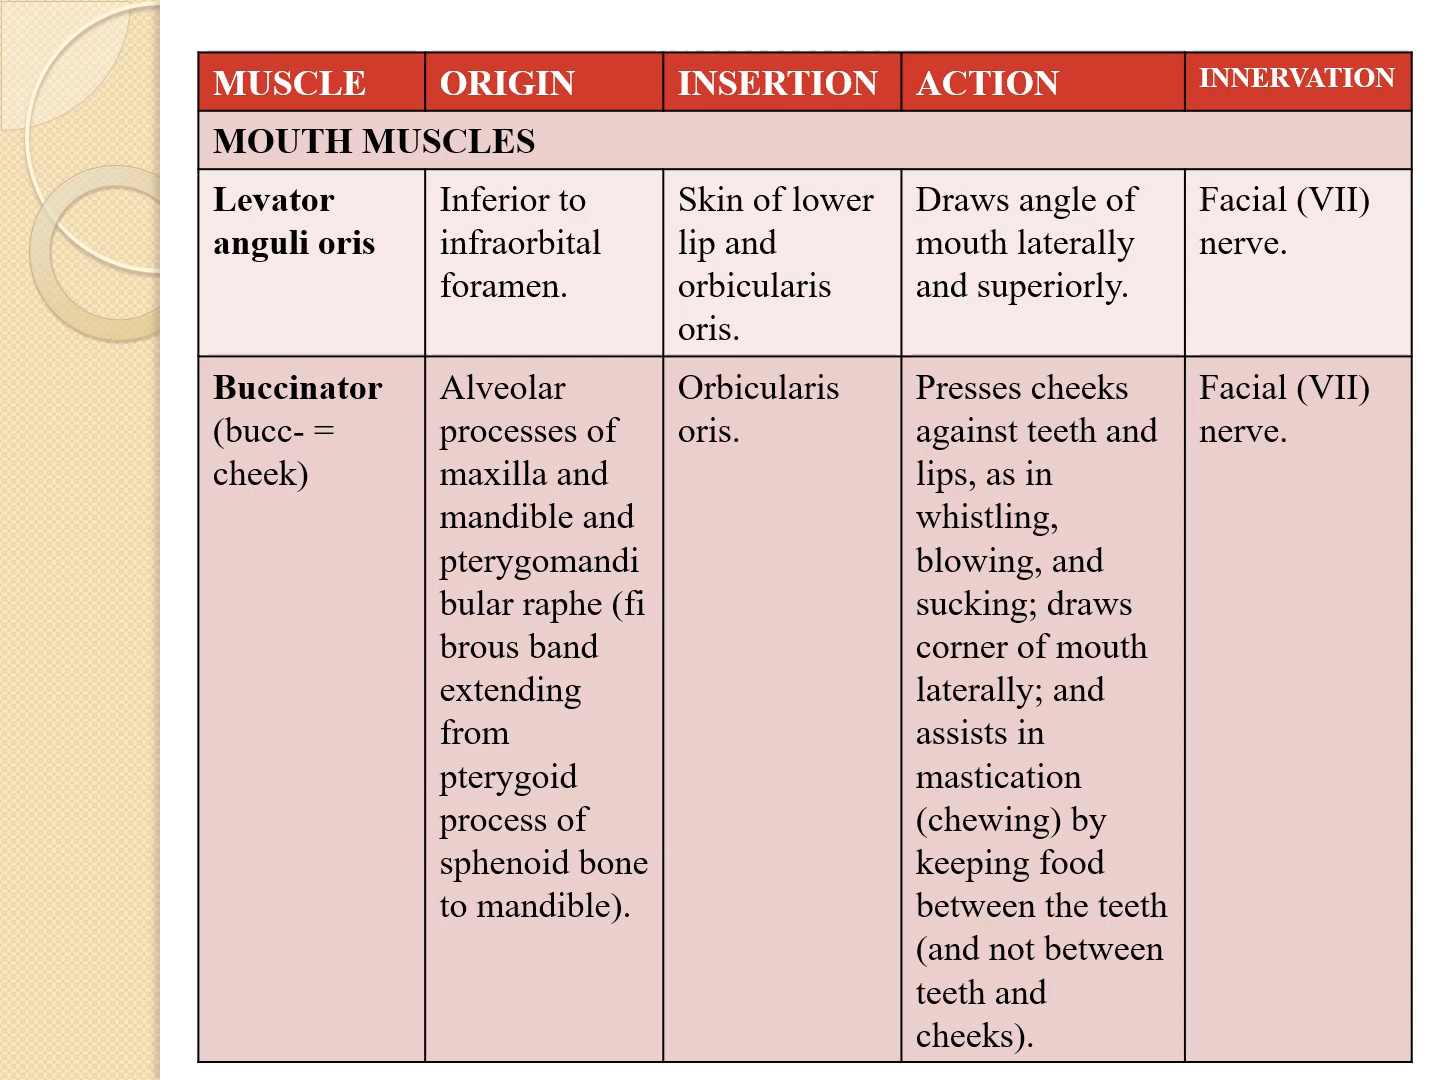 MUSCLE ORIGIN INSERTION ACTION INNERVATION
MOUTH MUSCLES
Levator
anguli oris
Inferior to
infraorbital
foramen.
Skin of lower
lip and
orbicularis
oris.
Draws angle of
mouth laterally
and superiorly.
Facial (VII)
nerve.
Buccinator
(bucc- =
cheek)
Alveolar
processes of
maxilla and
mandible and
pterygomandi
bular raphe (fi
brous band
extending
from
pterygoid
process of
sphenoid bone
to mandible).
Orbicularis
oris.
Presses cheeks
against teeth and
lips, as in
whistling,
blowing, and
sucking; draws
corner of mouth
laterally; and
assists in
mastication
(chewing) by
keeping food
between the teeth
(and not between
teeth and
cheeks).
Facial (VII)
nerve.